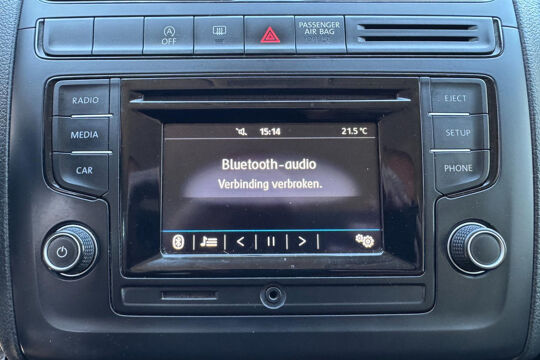 A OFF
PASSENGER
AIR BAG
RADIO
MEDIA
CAR
EJECT
SETUP
PHONE
15:14
21.5 °C
Bluetooth-audio
Verbinding verbroken.